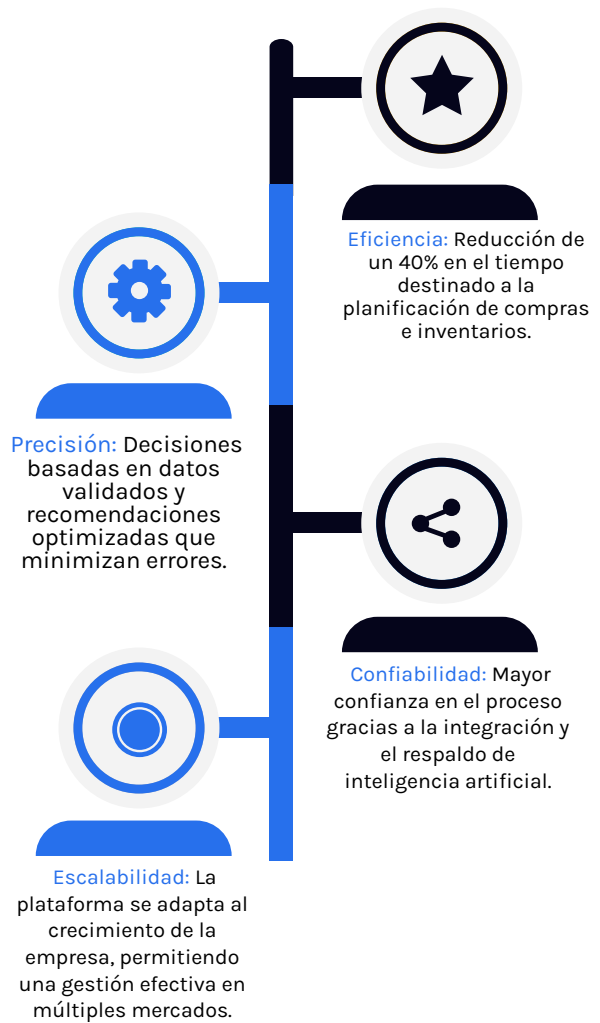 Eficiencia: Reducción de
un 40% en el tiempo
destinado a la
planificación de compras
e inventarios.
Precisión: Decisiones
basadas en datos
validados y
recomendaciones
optimizadas que
minimizan errores.
Confiabilidad: Mayor
confianza en el proceso
gracias a la integración y
el respaldo de
inteligencia artificial.
Escalabilidad: La
plataforma se adapta al
crecimiento de la
empresa, permitiendo
una gestión efectiva en
múltiples mercados.